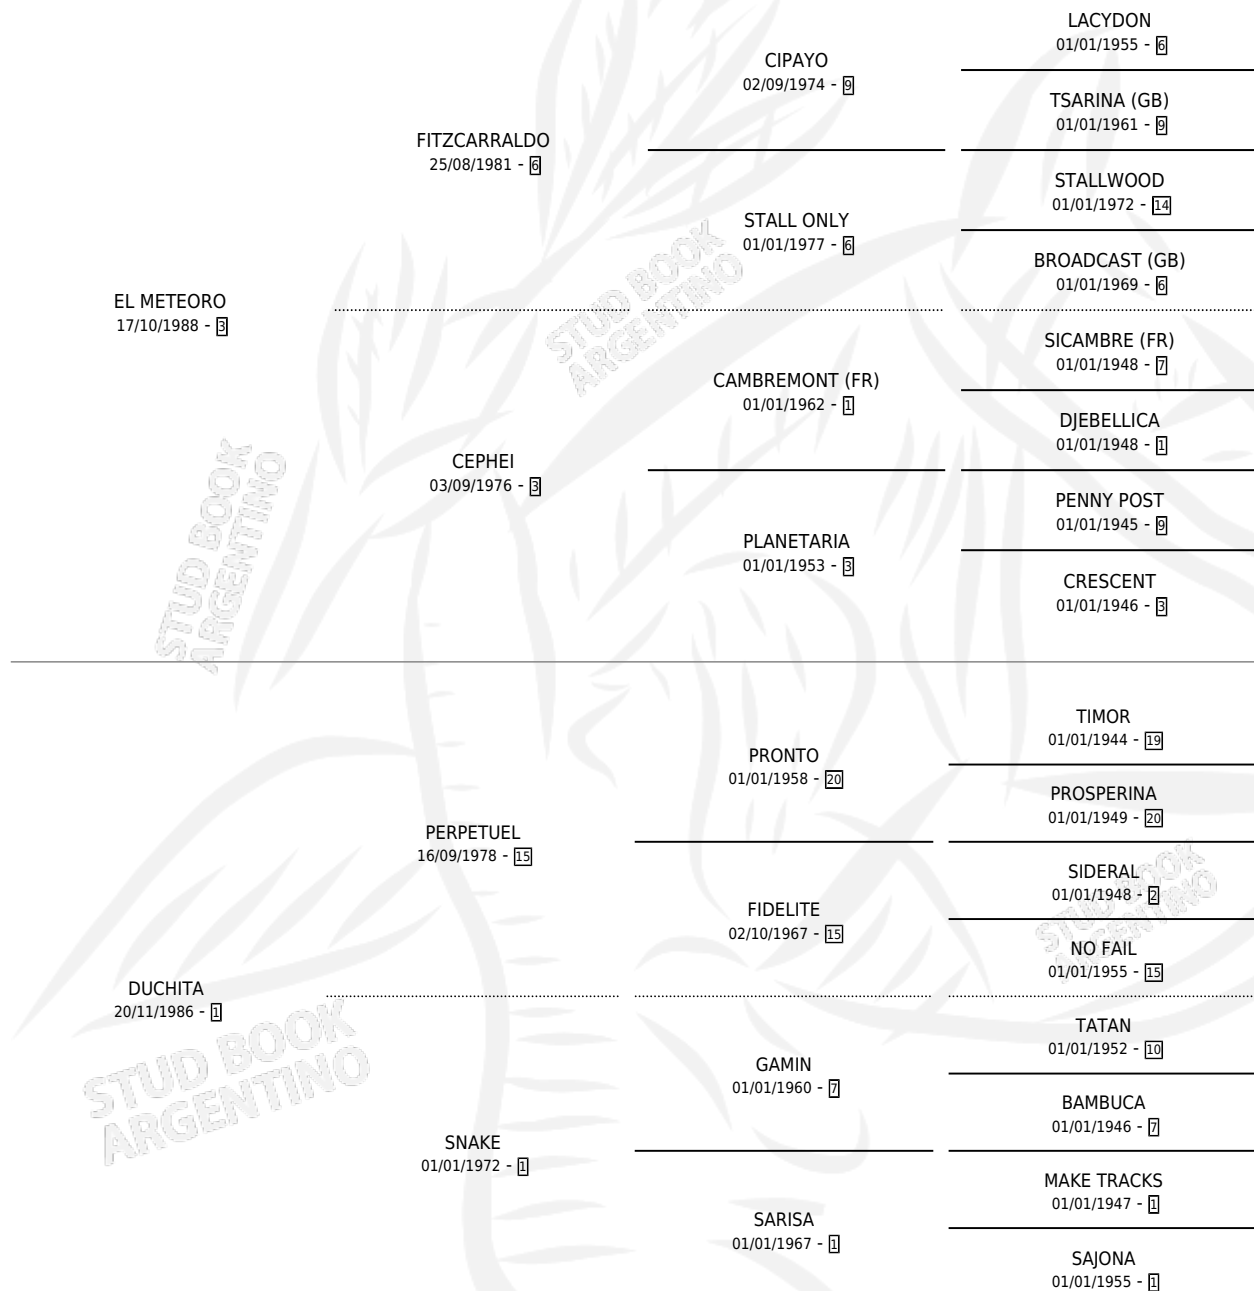 LACYDON
01/01/1955 - 6
CIPAYO
02/09/1974 - 9
TSARINA (GB)
01/01/1961 - 9
FITZCARRALDO
25/08/1981 - 6
STALLWOOD
01/01/1972 - 14
STALL ONLY
01/01/1977 - 6
BROADCAST (GB)
01/01/1969 - 6
EL METEORO
17/10/1988 - 3
STUD BOOK
ARGENTINO
SICAMBRE (FR)
01/01/1948 - 7
CAMBREMONT (FR)
01/01/1962 - 1
DJEBELLICA
01/01/1948 - 1
CEPHEI
03/09/1976 - 3
PENNY POST
01/01/1945 - 9
PLANETARIA
01/01/1953 - 3
CRESCENT
01/01/1946 - 3
STUD BOOK
ARGENTINO
TIMOR
01/01/1944 - 19
PRONTO
01/01/1958 - 20
PROSPERINA
01/01/1949 - 20
PERPETUEL
16/09/1978 - 15
SIDERAL
01/01/1948 - 2
FIDELITE
02/10/1967 - 15
NO FAIL
01/01/1955 - 15
STUD BOOK
ARGENTINO
DUCHITA
20/11/1986 - 1
TATAN
01/01/1952 - 10
GAMIN
01/01/1960 - 7
BAMBUCA
01/01/1946 - 7
STUD BOOK
ARGENTINO
SNAKE
01/01/1972 - 1
MAKE TRACKS
01/01/1947 - 1
SARISA
01/01/1967 - 1
SAJONA
01/01/1955 - 1